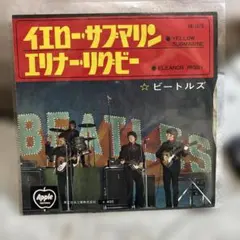 イエロー・サブマリン
エリナー・リグビー
YELLOW SUBMARINE
ELEANOR RIGBY
☆ビートルズ
BEATLES
Apple